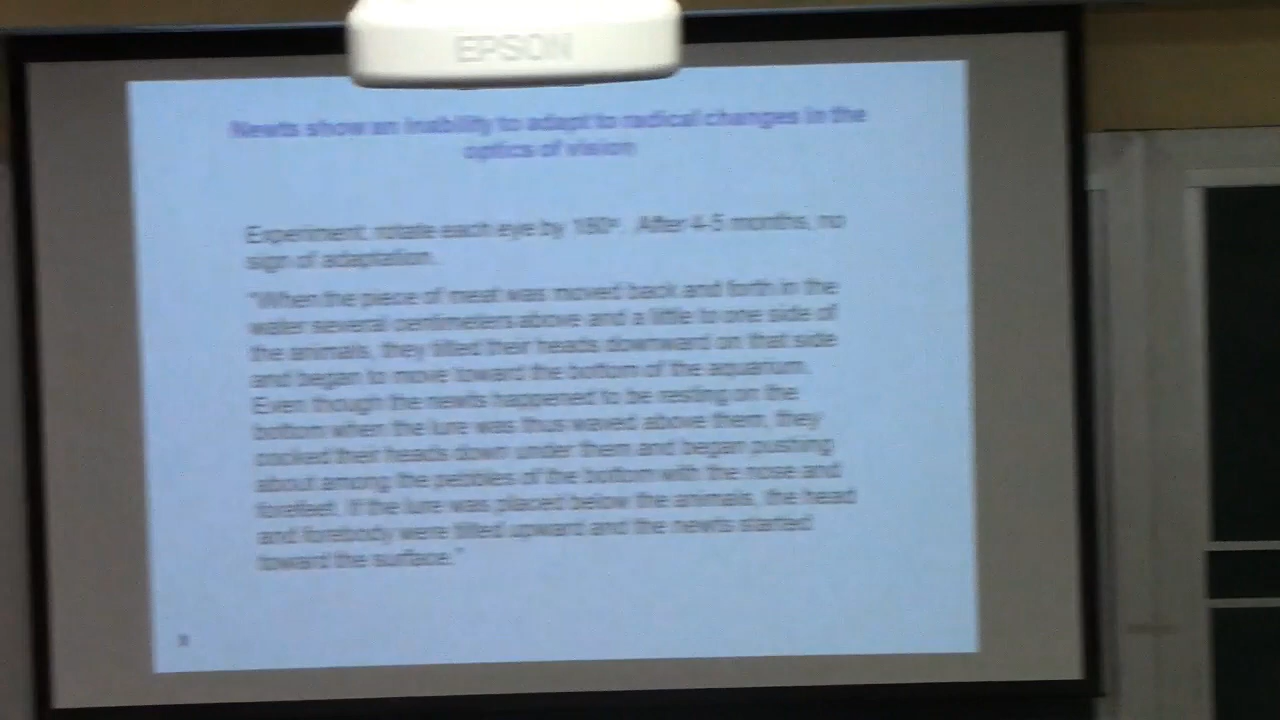 EPSON
Newts show an inability to adapt to radical changes in the
optics of vision
Experiment: rotate each eye by 180° . After 4-5 months, no
sign of adaptation.
"When the piece of meat was moved back and forth in the
water several centimeters above and a little to one side of
the animals, they tilted their heads downward on that side
and began to move toward the bottom of the aquarium.
Even though the newts happened to be resting on the
bottom when the lure was thus waved above them, they
cocked their heads down under them and began pushing
about among the pebbles of the bottom with the nose and
forefeet. If the lure was placed below the animals, the head
and forebody were tilted upward and the newts started
toward the surface."